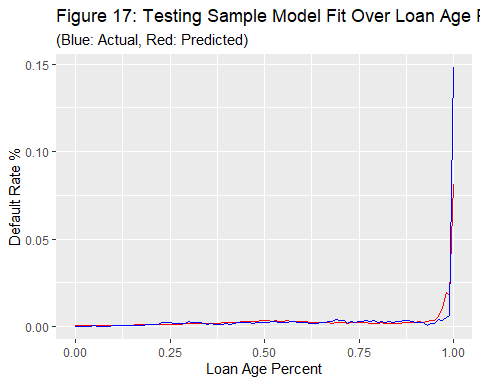 Figure 17: Testing Sample Model Fit Over Loan Age
(Blue: Actual, Red: Predicted)
0.15
0.10
0.05
0.00
Default Rate %
0.00 0.25 0.50 0.75 1.00
Loan Age Percent